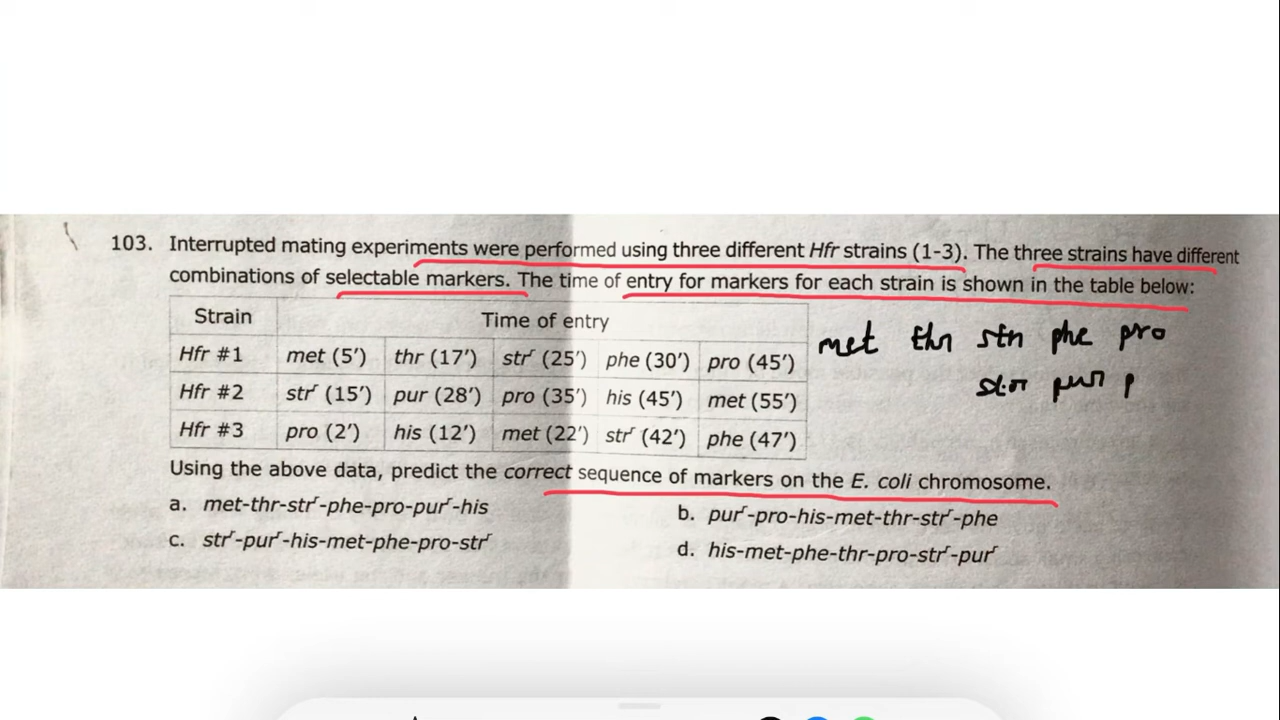 103. Interrupted mating experiments were performed using three different Hfr strains (1-3). The three strains have different
combinations of selectable markers. The time of entry for markers for each strain is shown in the table below:
Strain Time of entry
Hfr #1 met (5′) thr (17′) strʳ (25′) phe (30′) pro (45′)
Hfr #2 strʳ (15′) pur (28′) pro (35′) his (45′) met (55′)
Hfr #3 pro (2′) his (12′) met (22′) strʳ (42′) phe (47′)
met thr str phe pro
str pur p
Using the above data, predict the correct sequence of markers on the E. coli chromosome.
a. met-thr-strʳ-phe-pro-purʳ-his
b. purʳ-pro-his-met-thr-strʳ-phe
c. strʳ-purʳ-his-met-phe-pro-strʳ
d. his-met-phe-thr-pro-strʳ-purʳ